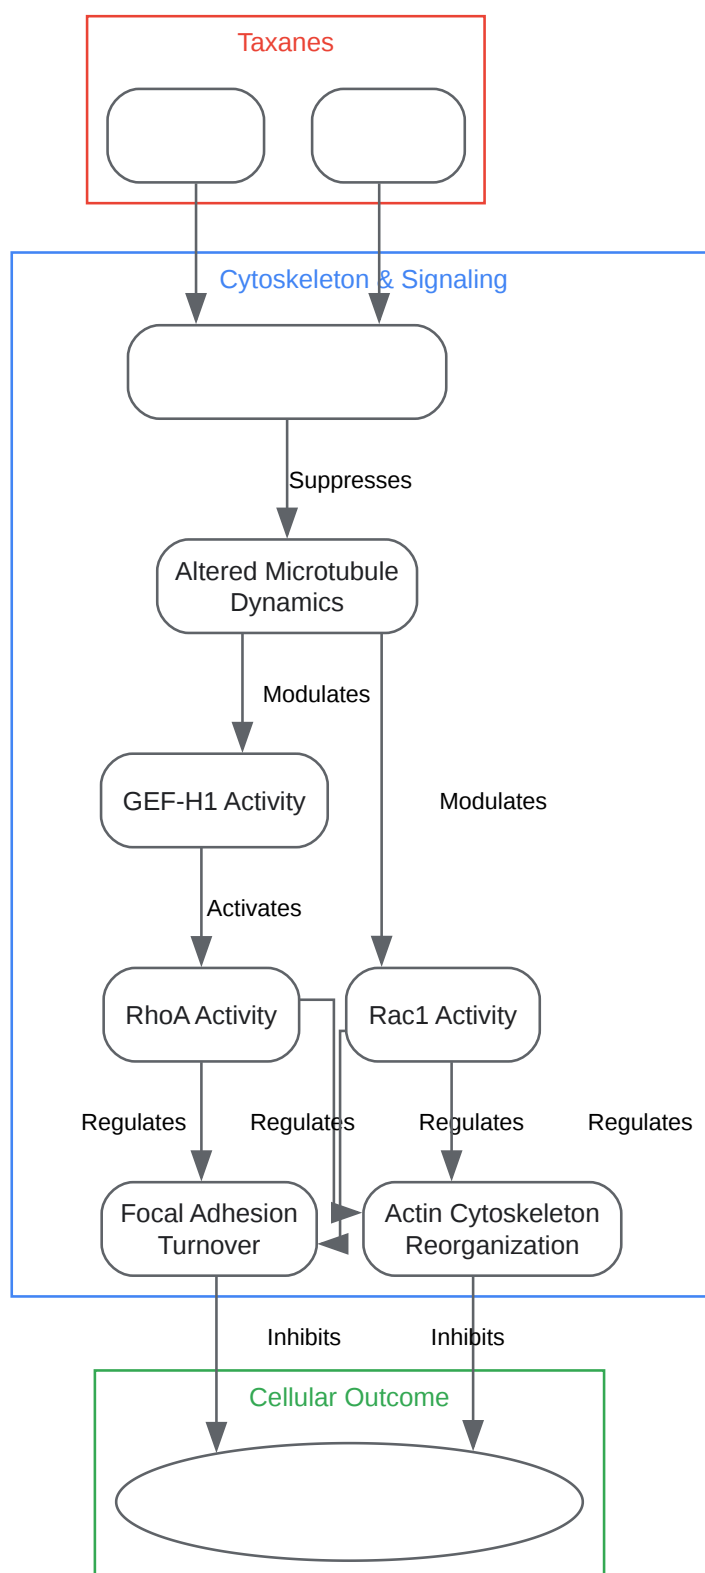 Taxanes
Cytoskeleton & Signaling
Suppresses
Altered Microtubule
Dynamics
Modulates
GEF-H1 Activity
Modulates
Activates
RhoA Activity
Rac1 Activity
Regulates
Regulates
Regulates
Regulates
Focal Adhesion
Turnover
Actin Cytoskeleton
Reorganization
Inhibits
Inhibits
Cellular Outcome